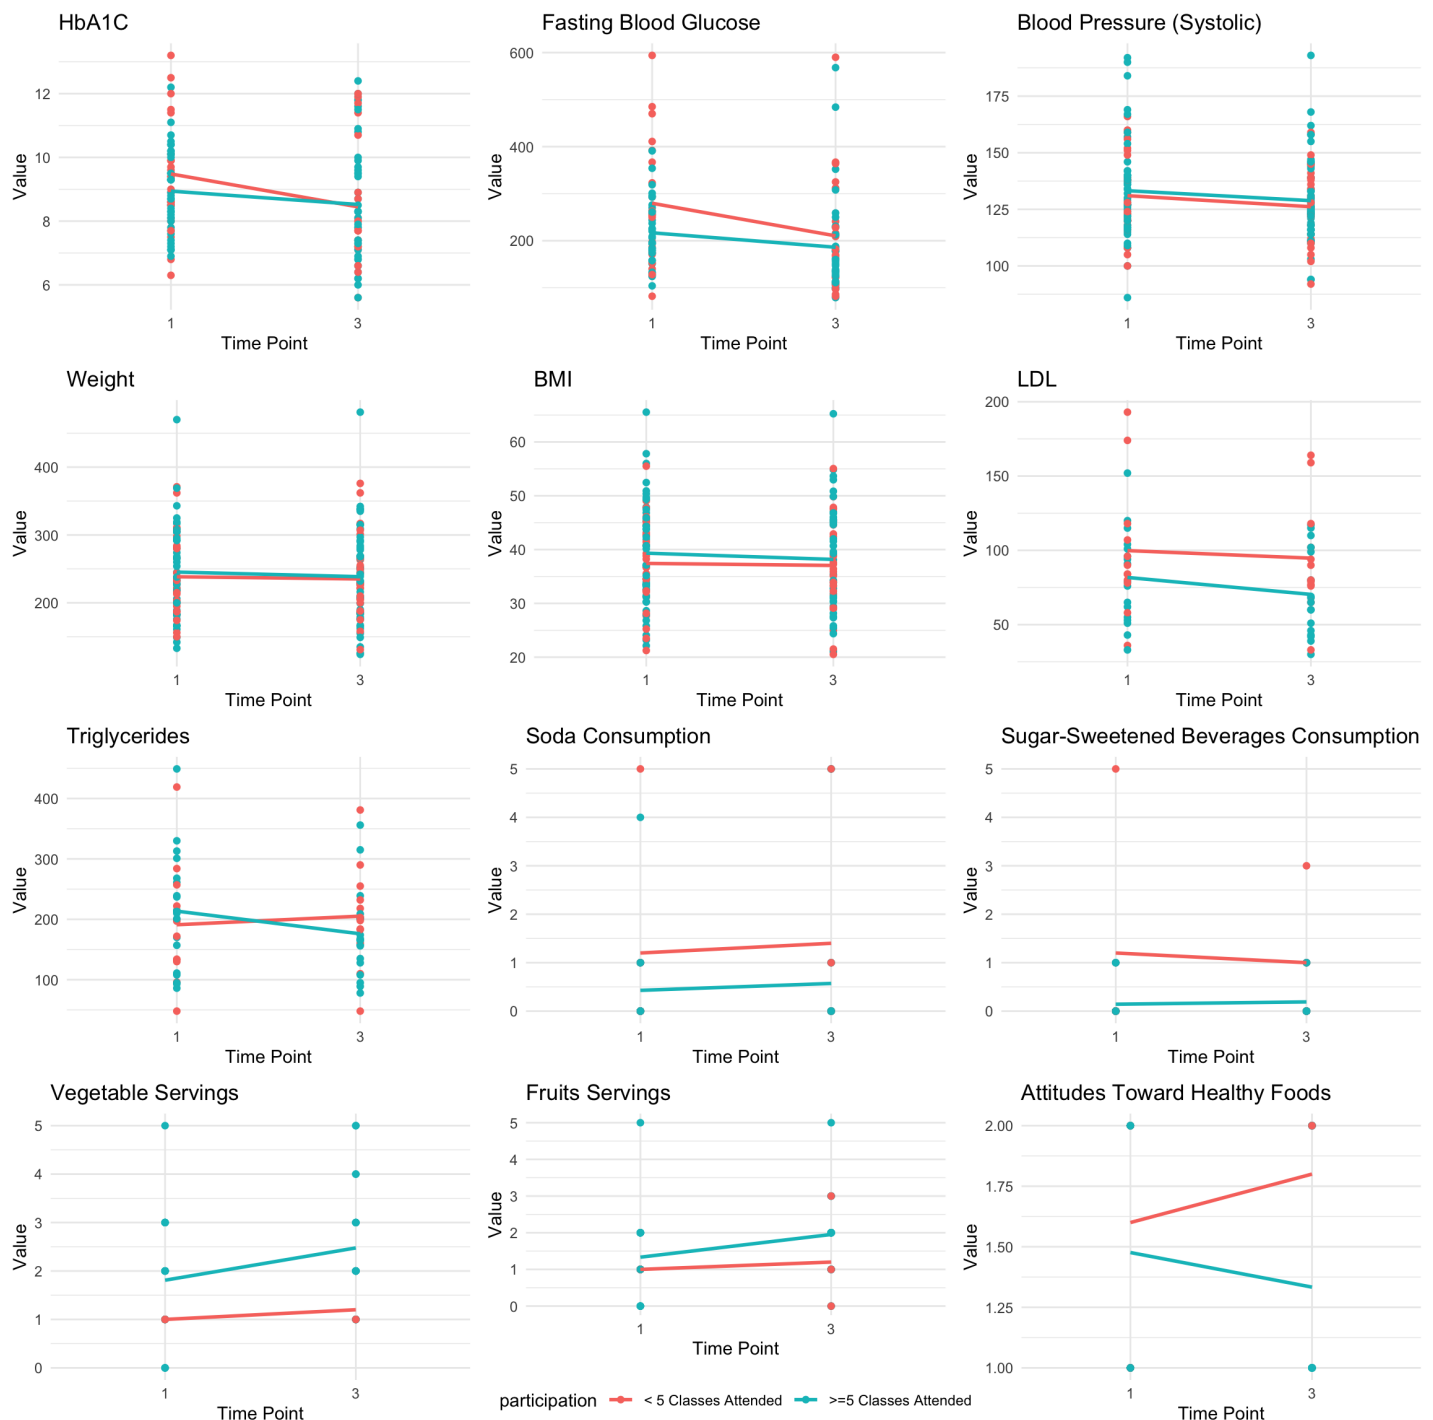 HbA1C
Fasting Blood Glucose
Blood Pressure (Systolic)
Value
12
10
8
6
1
3
Time Point
Value
600
400
200
1
3
Time Point
Value
175
150
125
100
1
3
Time Point
Weight
BMI
LDL
Value
400
300
200
1
3
Time Point
Value
60
50
40
30
20
1
3
Time Point
Value
200
150
100
50
1
3
Time Point
Triglycerides
Soda Consumption
Sugar-Sweetened Beverages Consumption
Value
400
300
200
100
1
3
Time Point
Value
5
4
3
2
1
0
1
3
Time Point
Value
5
4
3
2
1
0
1
3
Time Point
Vegetable Servings
Fruits Servings
Attitudes Toward Healthy Foods
Value
5
4
3
2
1
0
1
3
Time Point
Value
5
4
3
2
1
0
1
3
Time Point
Value
2.00
1.75
1.50
1.25
1.00
1
3
Time Point
participation < 5 Classes Attended >=5 Classes Attended